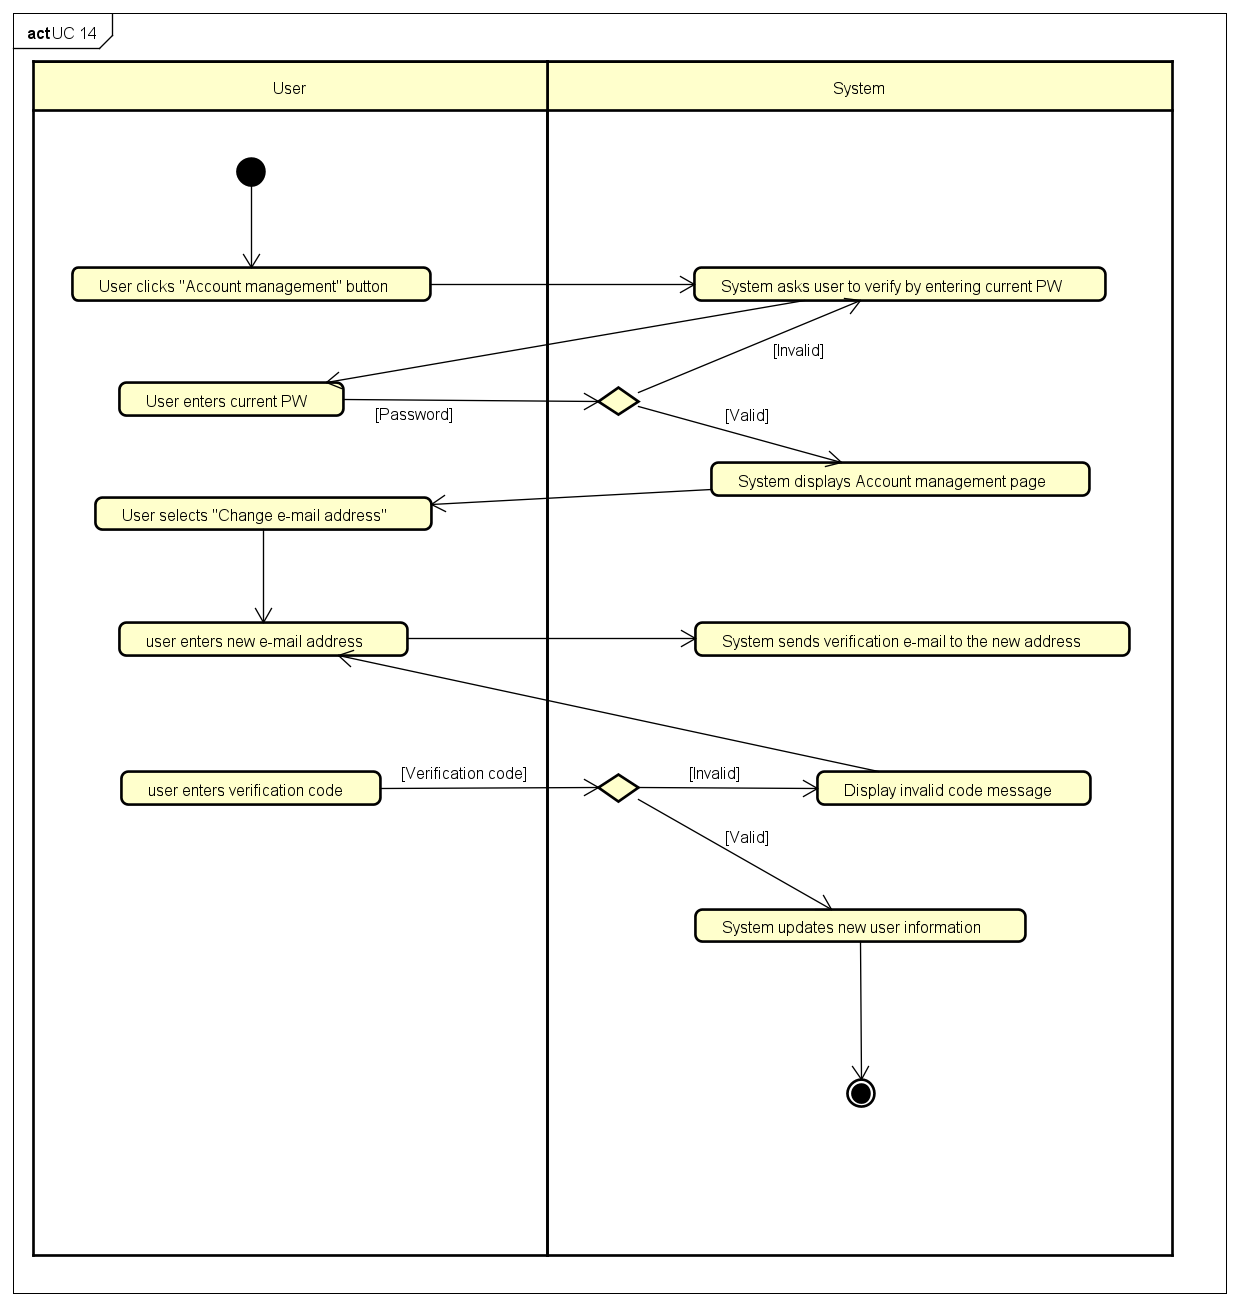 act UC 14
User
System
User clicks "Account management" button
System asks user to verify by entering current PW
[Invalid]
User enters current PW
[Password]
[Valid]
System displays Account management page
User selects "Change e-mail address"
user enters new e-mail address
System sends verification e-mail to the new address
[Verification code]
[Invalid]
user enters verification code
Display invalid code message
[Valid]
System updates new user information